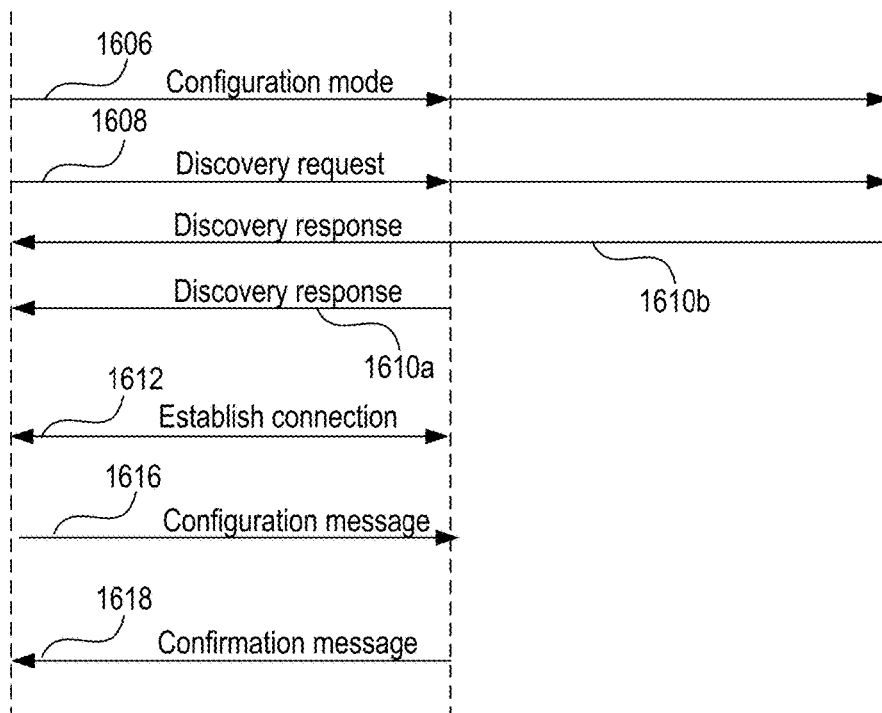 1606
Configuration mode
1608
Discovery request
Discovery response
1610b
Discovery response
1610a
1612
Establish connection
1616
Configuration message
1618
Confirmation message